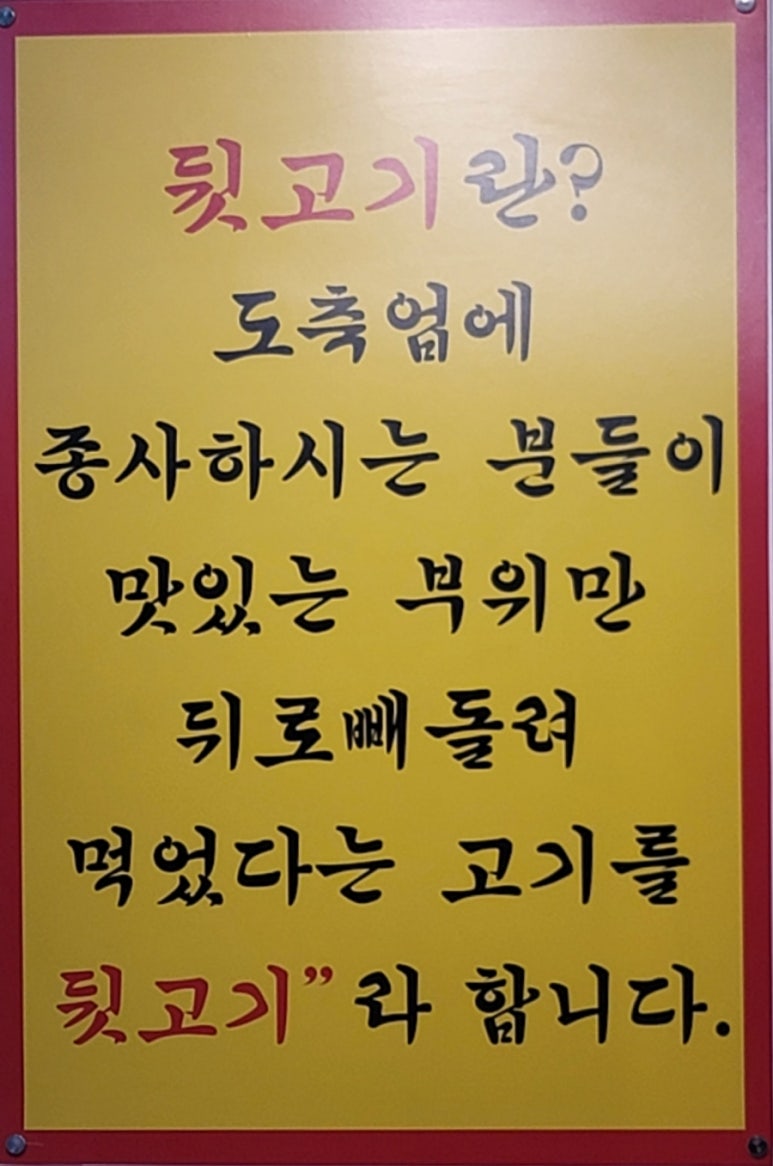 뒷고기란?
도축업에
종사하시는 분들이
맛있는 부위만
뒤로빼돌려
먹었다는 고기를
뒷고기”라 합니다.